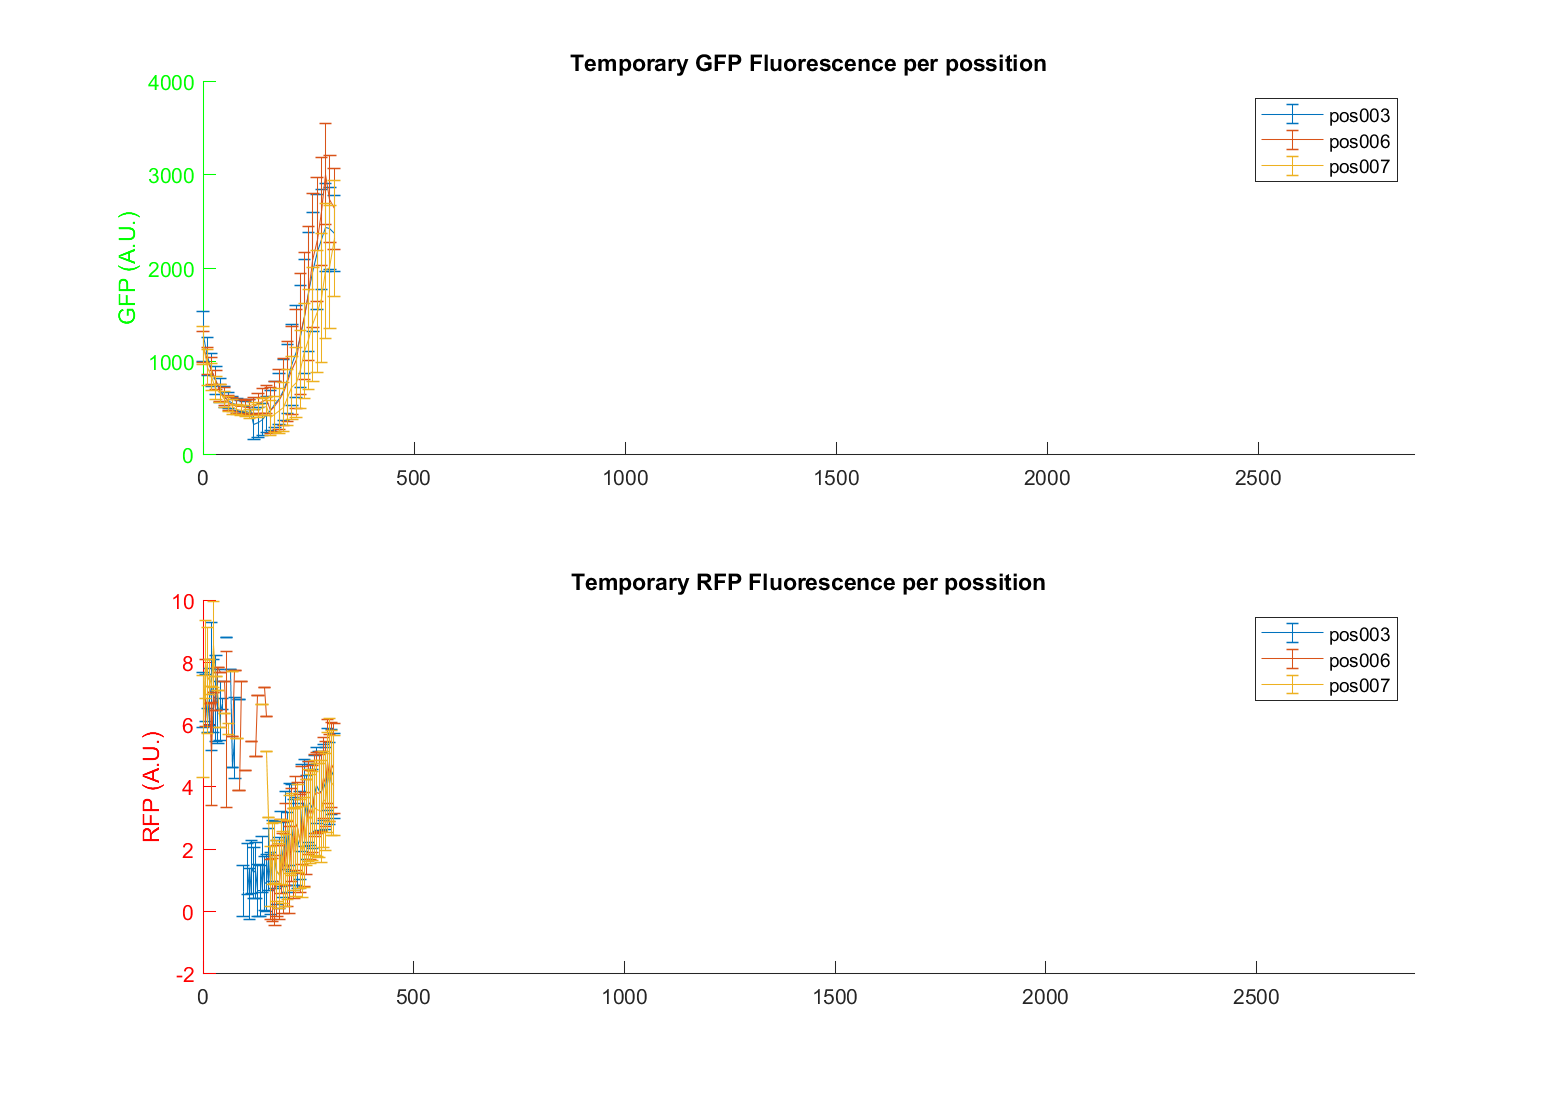 Temporary GFP Fluorescence per possition
GFP (A.U.)
4000
3000
2000
1000
0
0 500 1000 1500 2000 2500
pos003
pos006
pos007
Temporary RFP Fluorescence per possition
RFP (A.U.)
10
8
6
4
2
0
-2
0 500 1000 1500 2000 2500
pos003
pos006
pos007